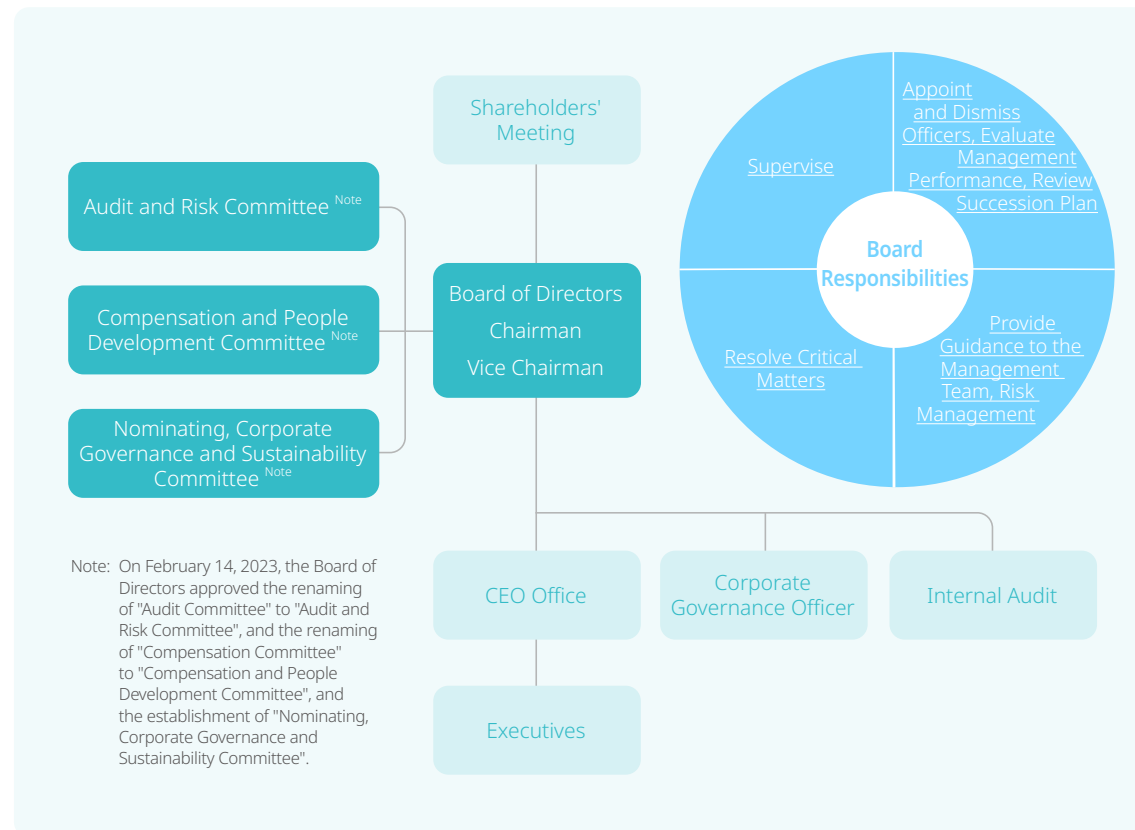 Shareholders'
Meeting
Audit and Risk Committee Note
Compensation and People
Development Committee Note
Nominating, Corporate
Governance and Sustainability
Committee Note
Board of Directors
Chairman
Vice Chairman
Supervise
Appoint
and Dismiss
Officers, Evaluate
Management
Performance, Review
Succession Plan
Board
Responsibilities
Resolve Critical
Matters
Provide
Guidance to the
Management
Team, Risk
Management
CEO Office
Corporate
Governance Officer
Internal Audit
Executives
Note: On February 14, 2023, the Board of
Directors approved the renaming
of "Audit Committee" to "Audit and
Risk Committee", and the renaming
of "Compensation Committee"
to "Compensation and People
Development Committee", and
the establishment of "Nominating,
Corporate Governance and
Sustainability Committee".